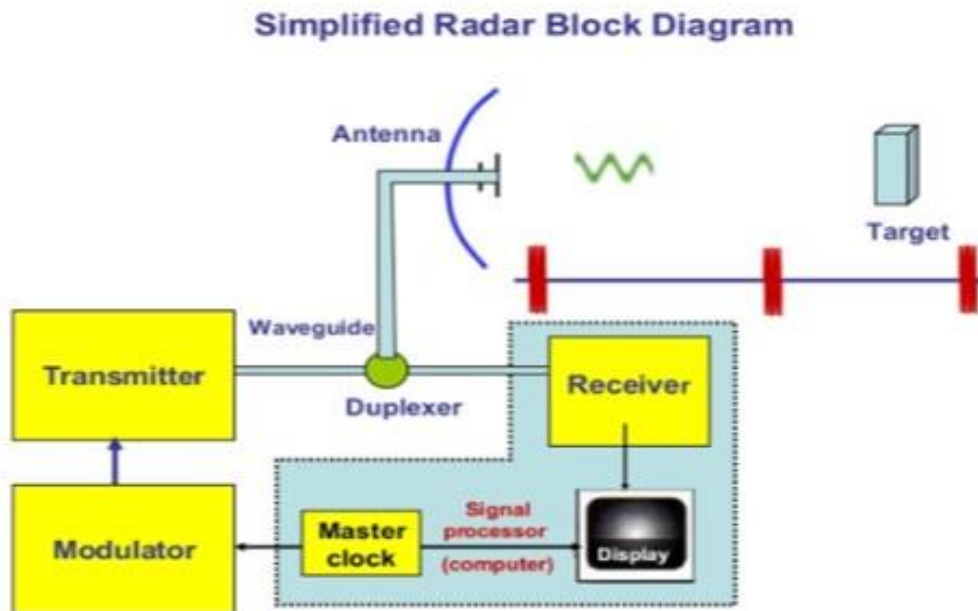 Simplified Radar Block Diagram
Antenna
Target
Waveguide
Transmitter
Duplexer
Receiver
Modulator
Master
clock
Signal
processor
(computer)
Display